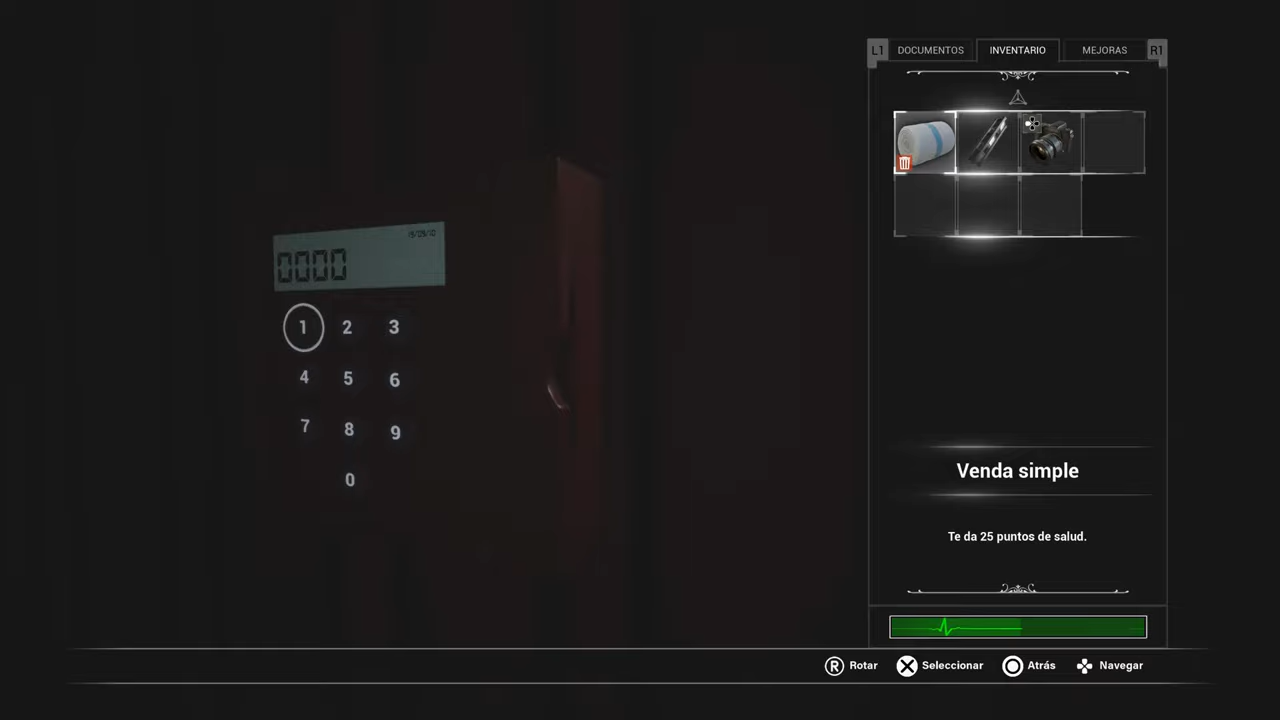 L1 DOCUMENTOS INVENTARIO MEJORAS R1
0000
1 2 3
4 5 6
7 8 9
0
Venda simple
Te da 25 puntos de salud.
R Rotar Seleccionar Atrás Navegar